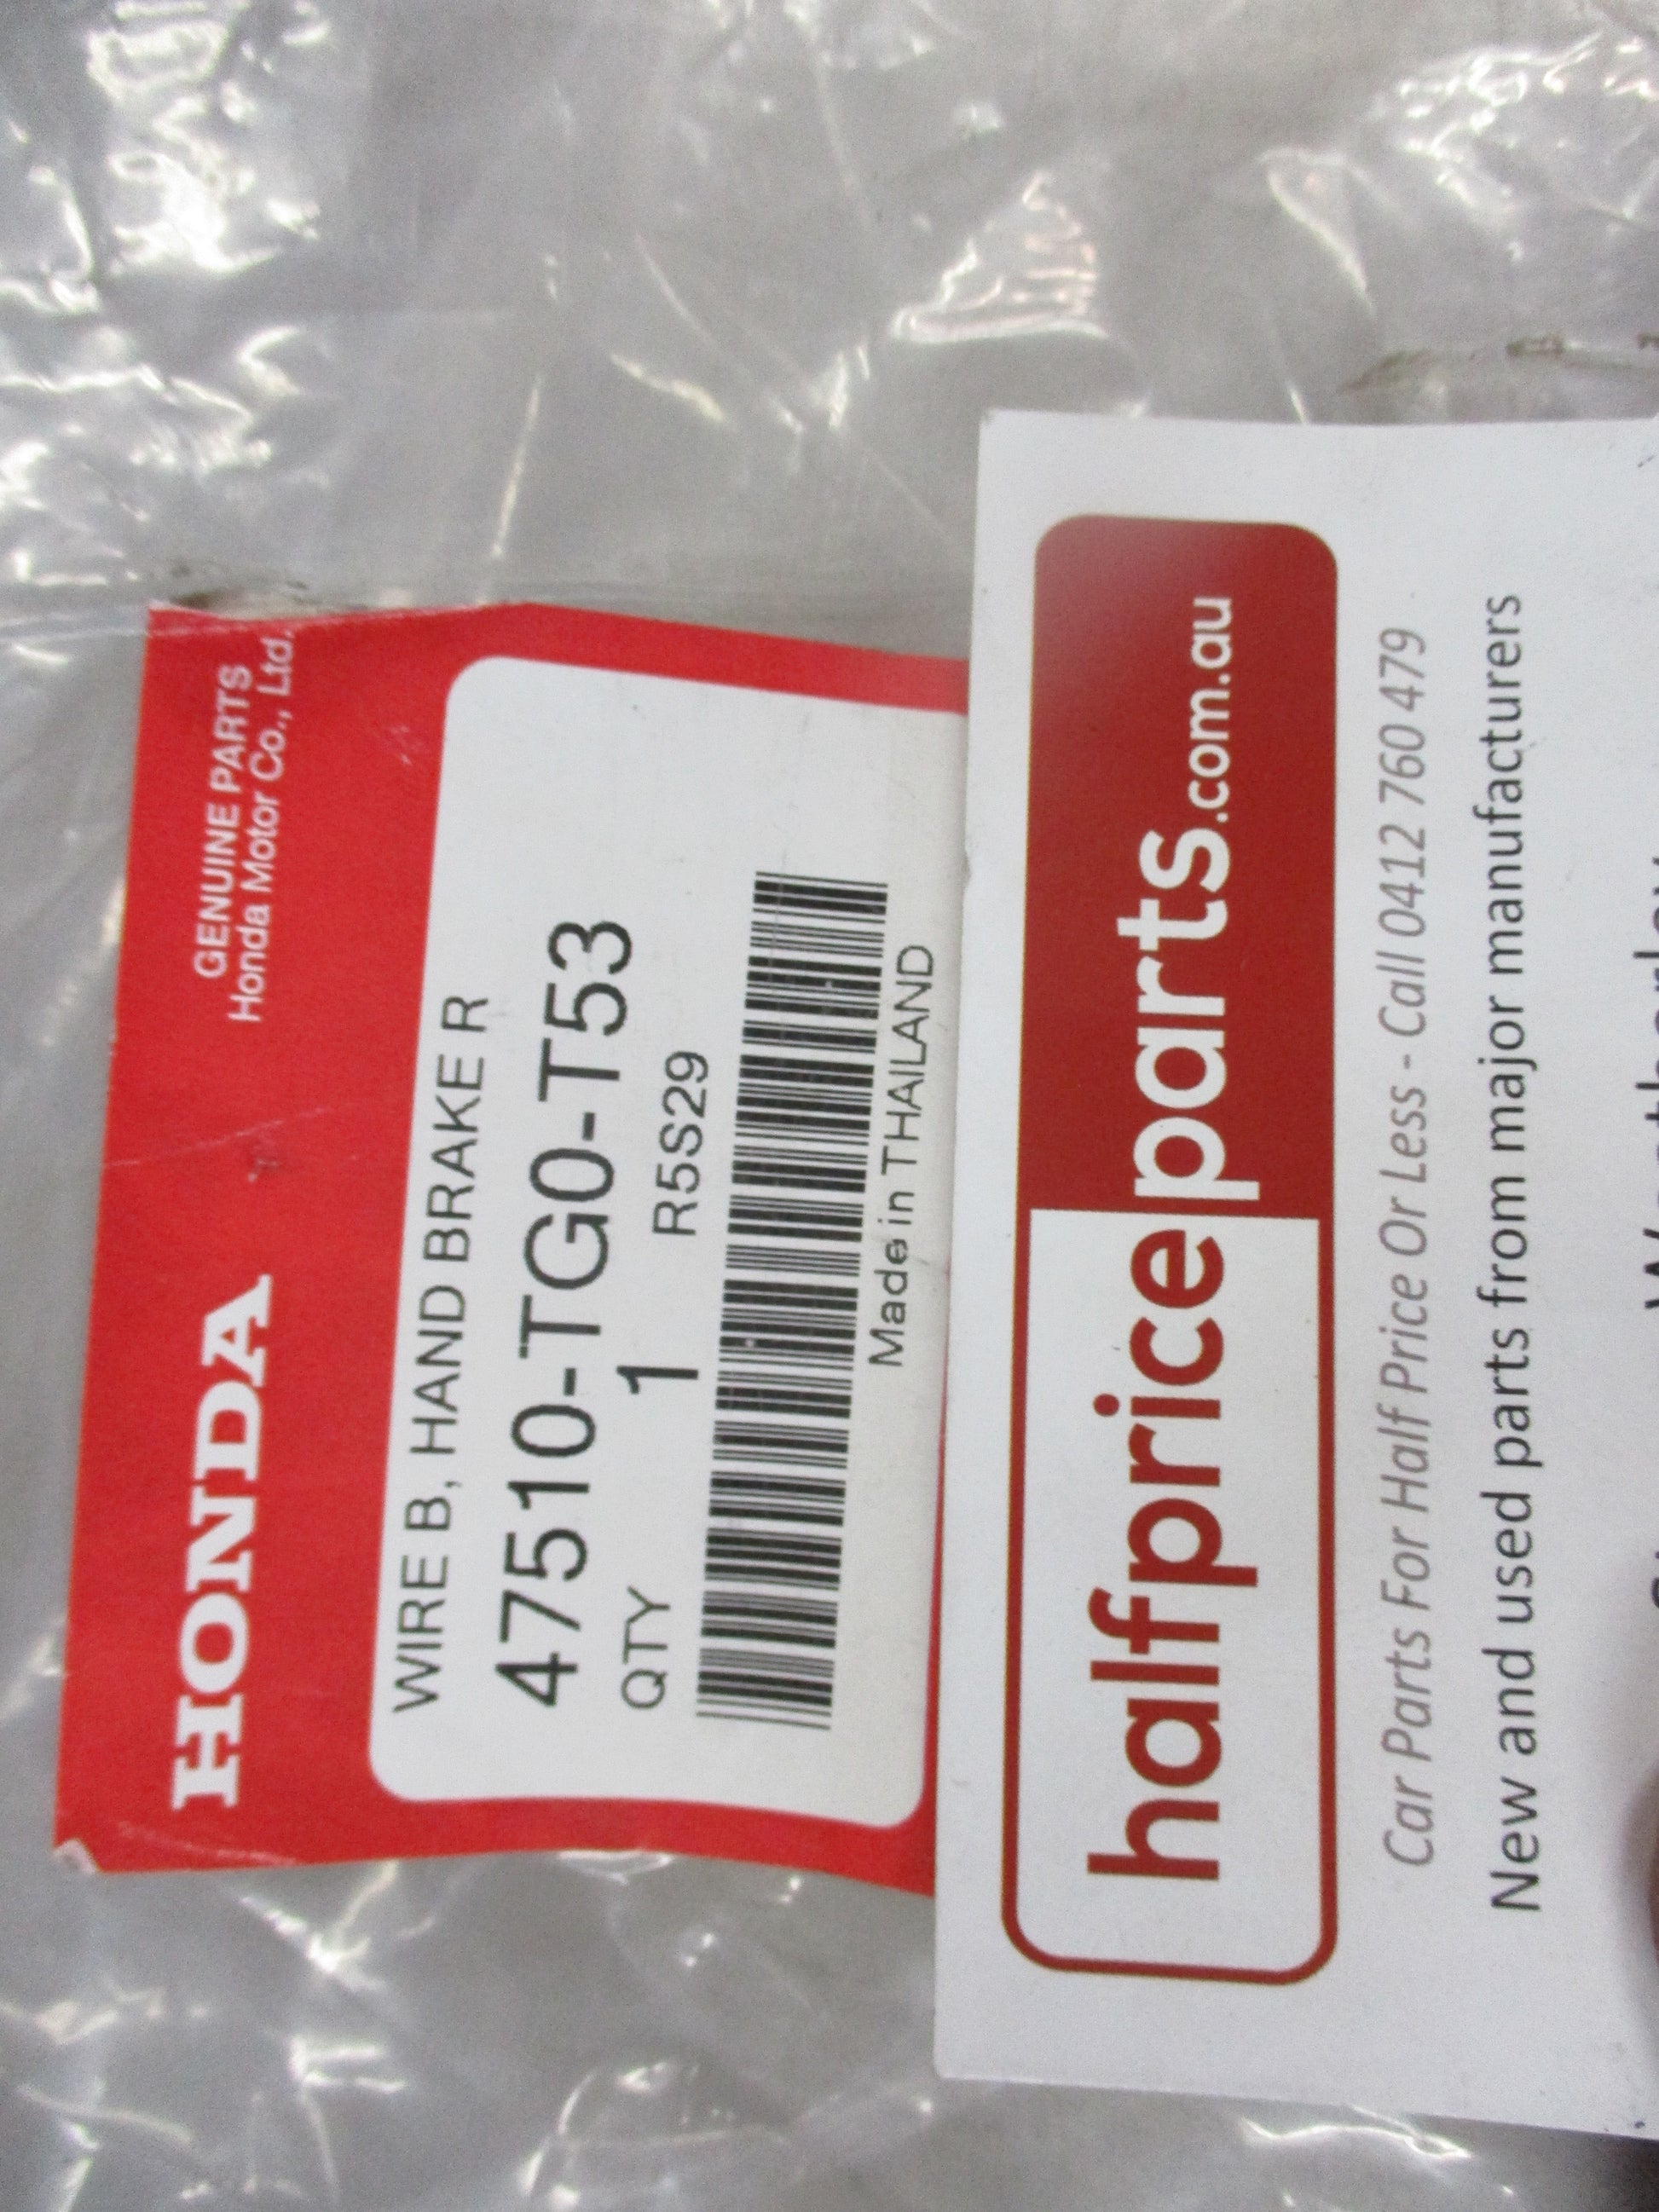 HONDA
GENUINE PARTS
Honda Motor Co., Ltd.
WIRE B, HAND BRAKE R
47510-TG0-T53
QTY 1 R5S29
Made in THAILAND
halfpriceparts.com.au
Car Parts For Half Price Or Less - Call 0412 760 479
New and used parts from major manufacturers